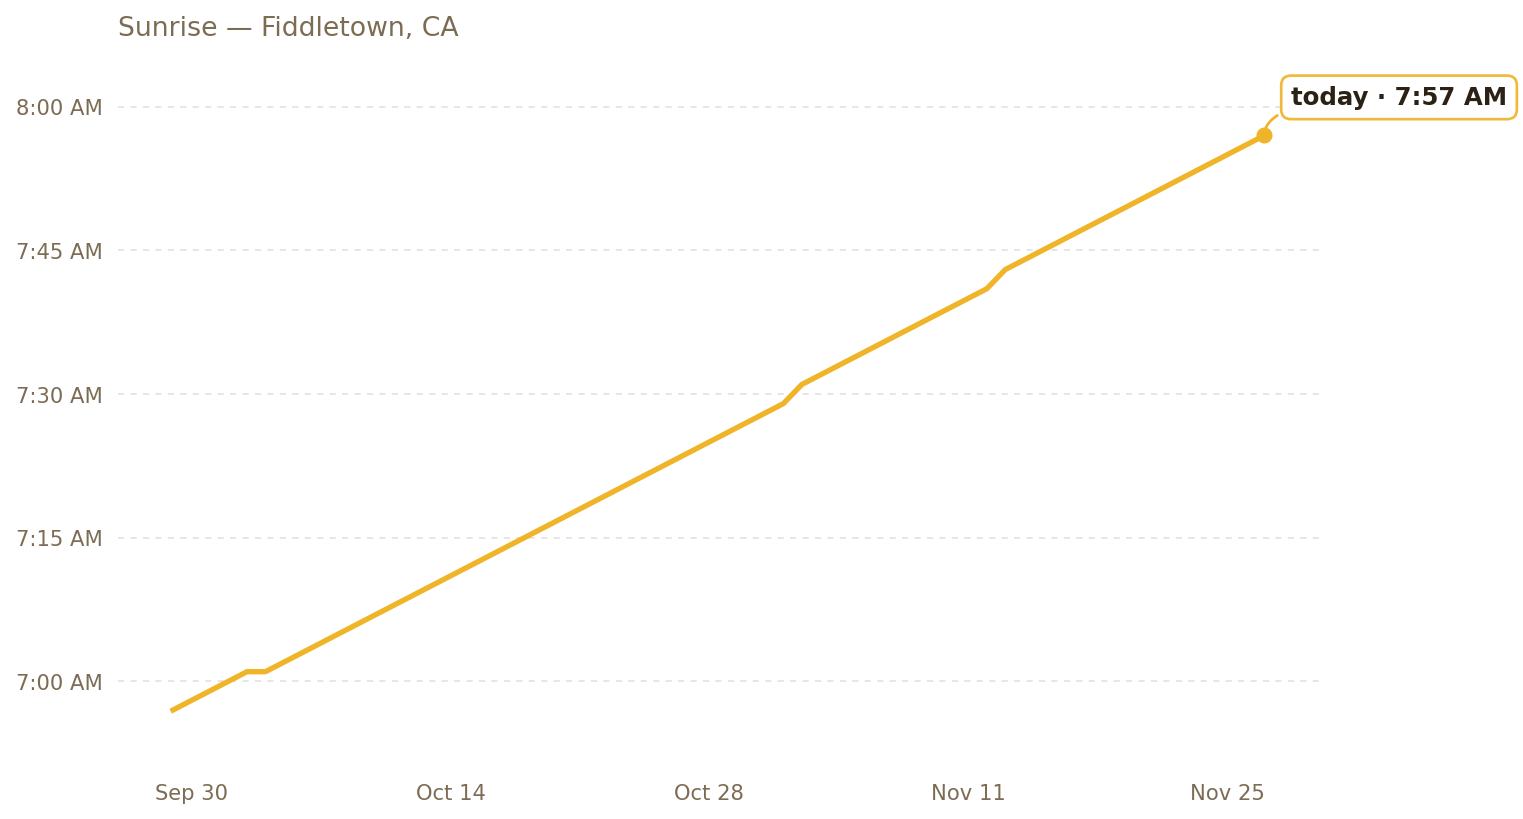 Sunrise — Fiddletown, CA
today · 7:57 AM
8:00 AM
7:45 AM
7:30 AM
7:15 AM
7:00 AM
Sep 30
Oct 14
Oct 28
Nov 11
Nov 25